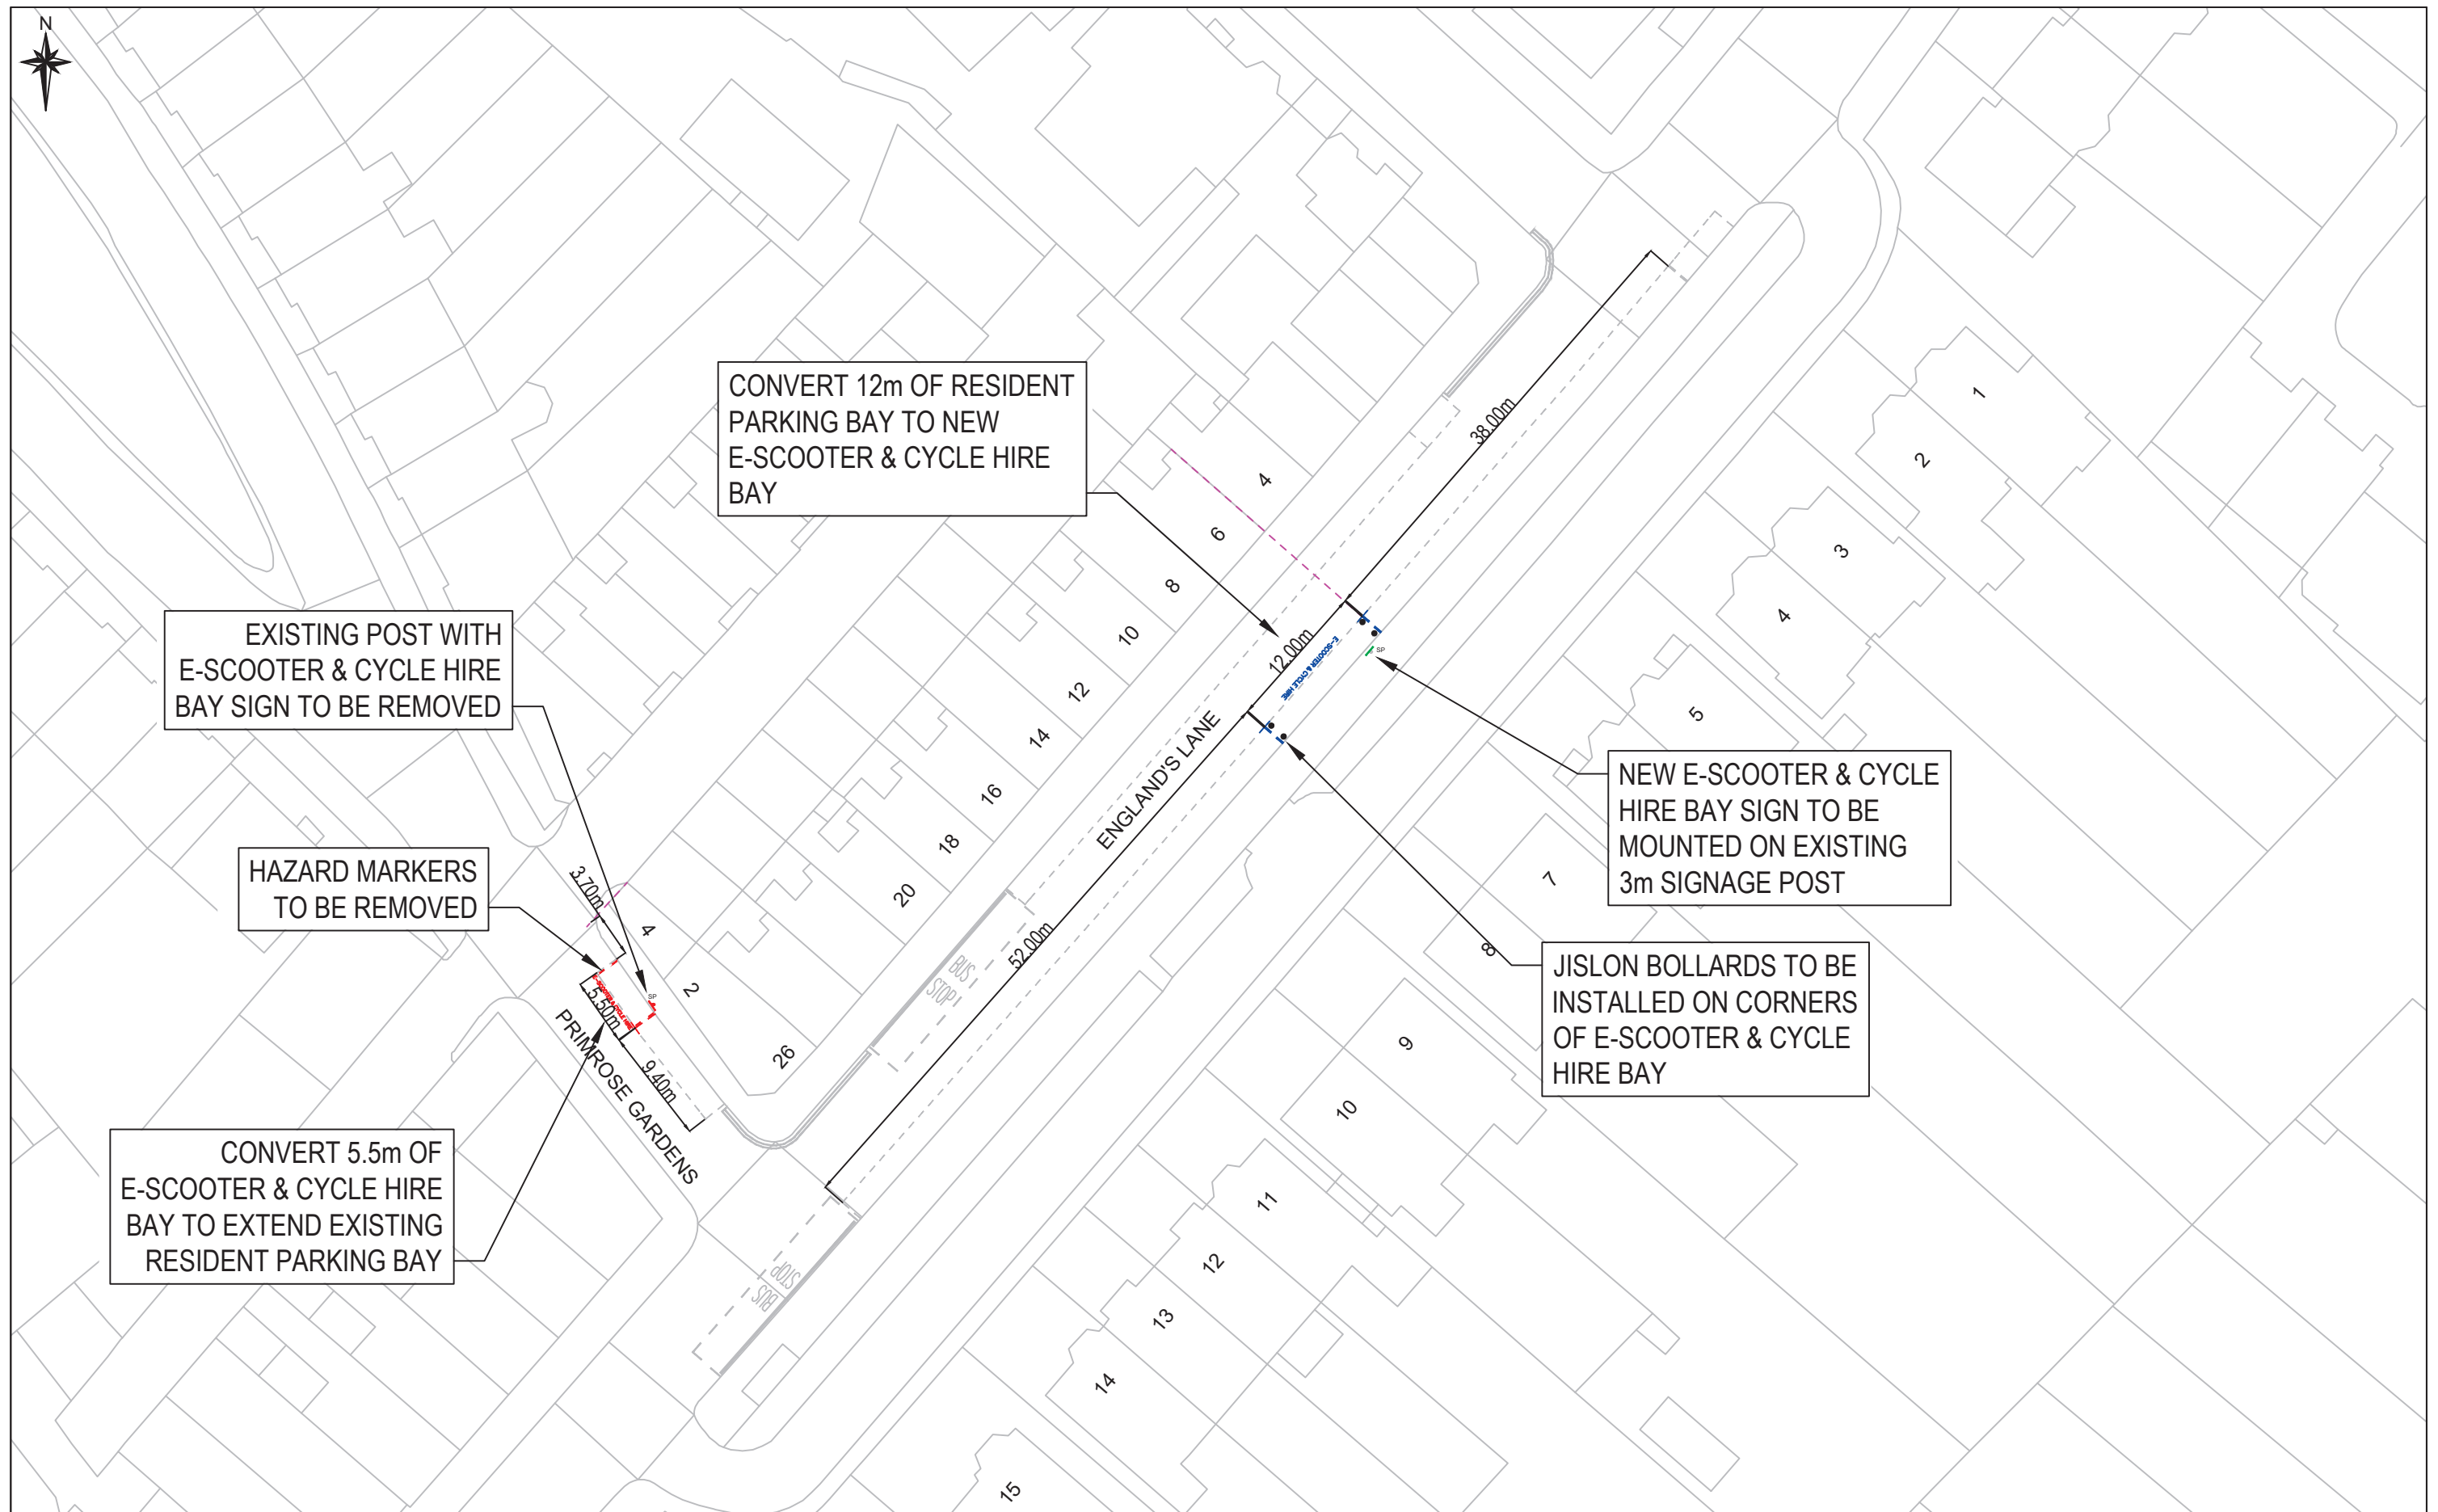 N
CONVERT 12m OF RESIDENT
PARKING BAY TO NEW
E-SCOOTER & CYCLE HIRE
BAY
38.00m
1
2
3
4
4
6
8
10
12
14
16
18
20
26
5
7
8
9
10
11
12
13
14
15
EXISTING POST WITH
E-SCOOTER & CYCLE HIRE
BAY SIGN TO BE REMOVED
12.00m
E-SCOOTER & CYCLE HIRE
SP
ENGLAND'S LANE
NEW E-SCOOTER & CYCLE
HIRE BAY SIGN TO BE
MOUNTED ON EXISTING
3m SIGNAGE POST
HAZARD MARKERS
TO BE REMOVED
3.70m
4
2
SP
5.50m
9.40m
PRIMROSE GARDENS
52.00m
BUS
STOP
JISLON BOLLARDS TO BE
INSTALLED ON CORNERS
OF E-SCOOTER & CYCLE
HIRE BAY
CONVERT 5.5m OF
E-SCOOTER & CYCLE HIRE
BAY TO EXTEND EXISTING
RESIDENT PARKING BAY
BUS
STOP